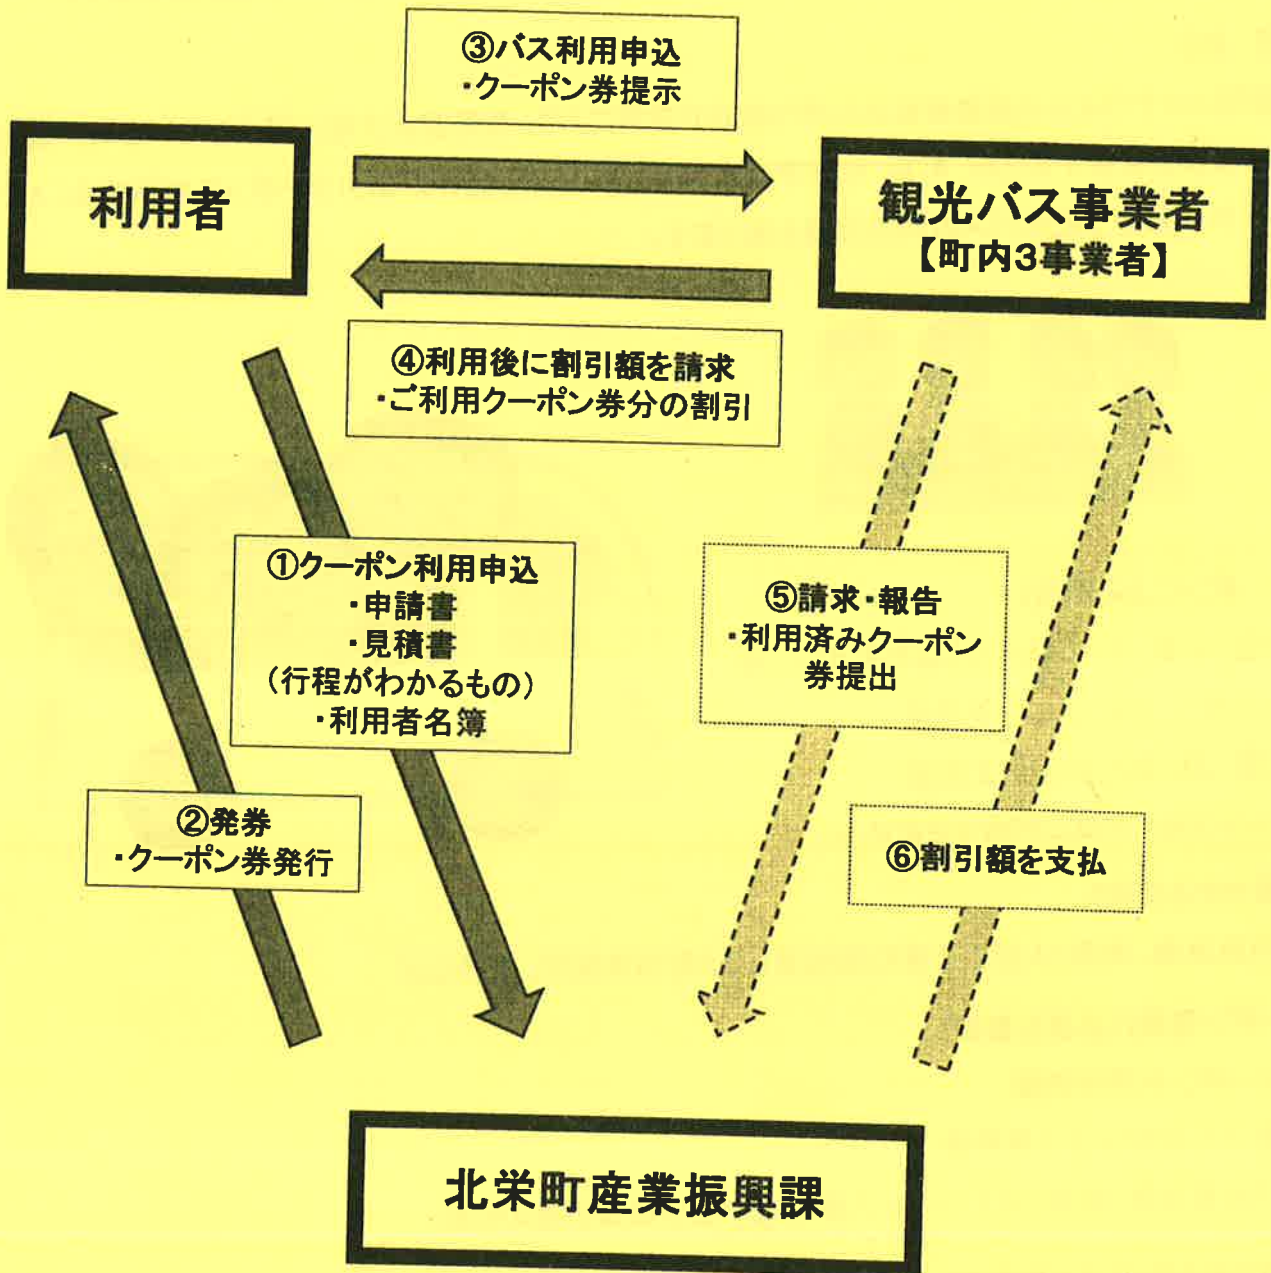 ③バス利用申込
・クーポン券提示
利用者
観光バス事業者
【町内3事業者】
④利用後に割引額を請求
・ご利用クーポン券分の割引
①クーポン利用申込
・申請書
・見積書
(行程がわかるもの)
・利用者名簿
⑤請求・報告
・利用済みクーポン
券提出
②発券
・クーポン券発行
⑥割引額を支払
北栄町産業振興課